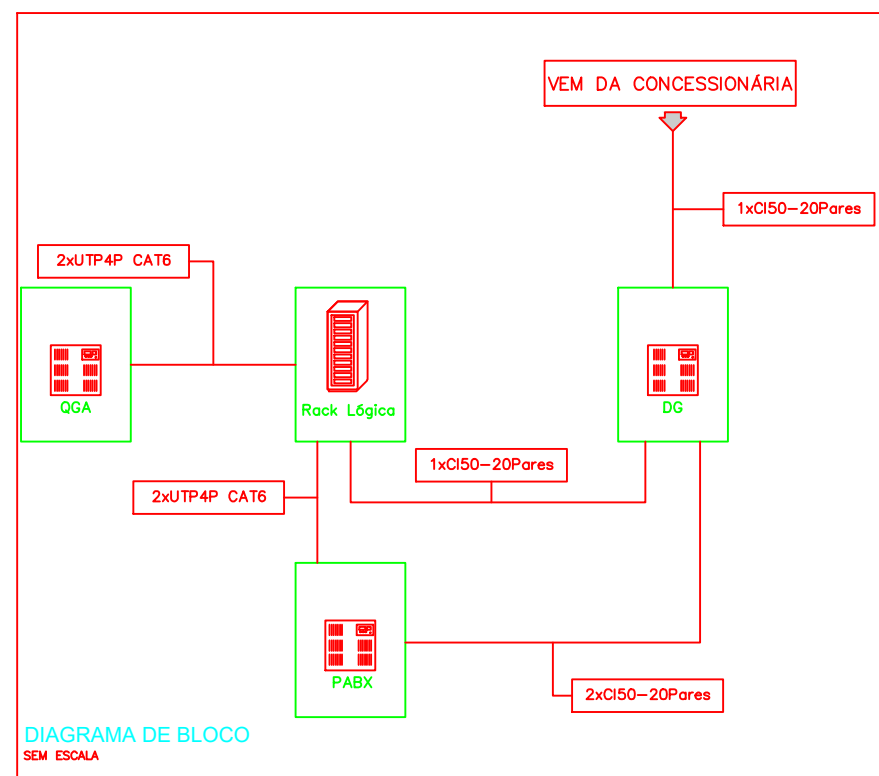 VEM DA CONCESSIONÁRIA
1xCI50-20Pares
2xUTP4P CAT6
QGA
Rack Lógica
DG
1xCI50-20Pares
2xUTP4P CAT6
PABX
2xCI50-20Pares
DIAGRAMA DE BLOCO
SEM ESCALA